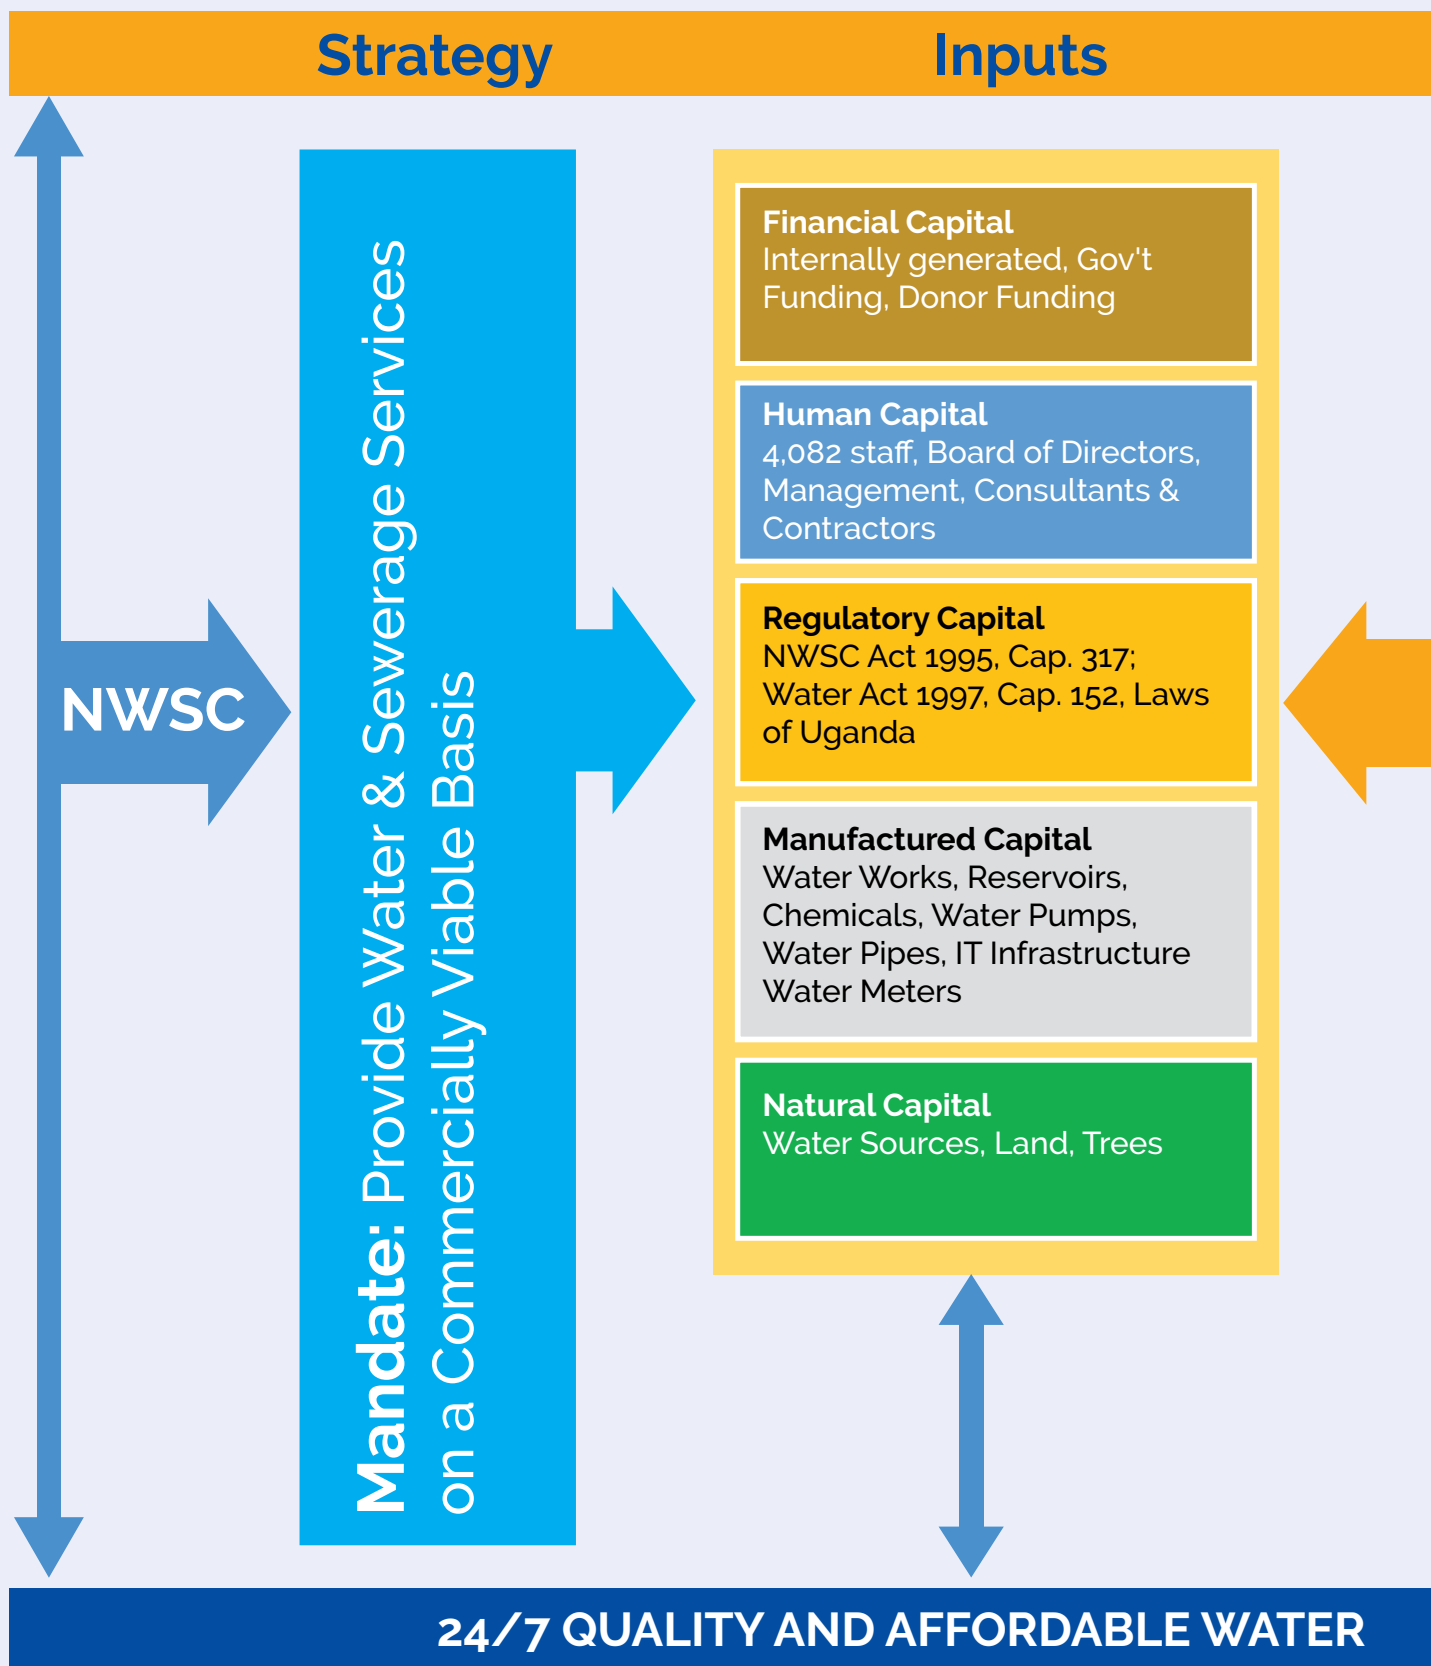 Strategy
Inputs
NWSC
Mandate: Provide Water & Sewerage Services
on a Commercially Viable Basis
Financial Capital
Internally generated, Gov't
Funding, Donor Funding
Human Capital
4,082 staff, Board of Directors,
Management, Consultants &
Contractors
Regulatory Capital
NWSC Act 1995, Cap. 317;
Water Act 1997, Cap. 152, Laws
of Uganda
Manufactured Capital
Water Works, Reservoirs,
Chemicals, Water Pumps,
Water Pipes, IT Infrastructure
Water Meters
Natural Capital
Water Sources, Land, Trees
24/7 QUALITY AND AFFORDABLE WATER